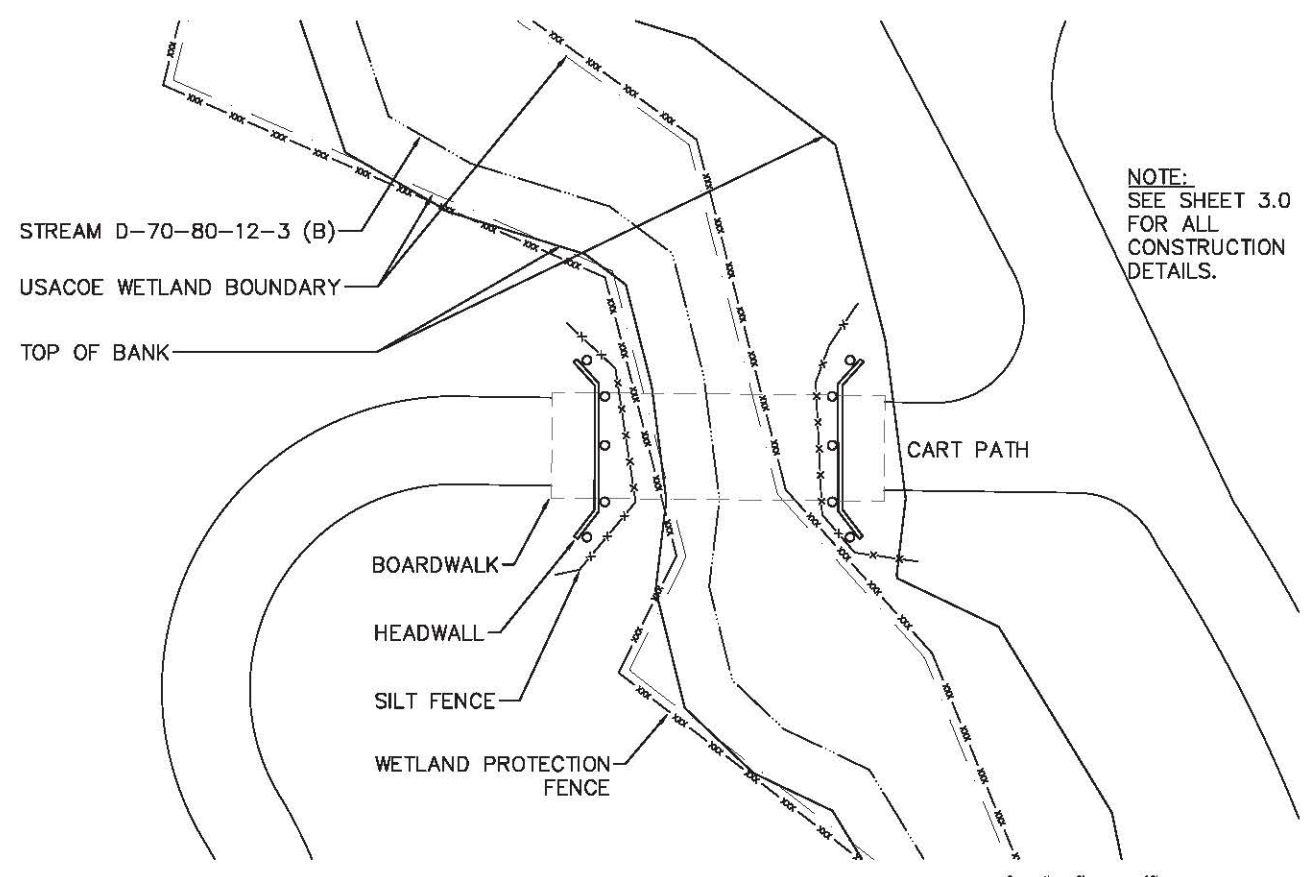 NOTE:
SEE SHEET 3.0
FOR ALL
CONSTRUCTION
DETAILS.
STREAM D-70-80-12-3 (B)
USACOE WETLAND BOUNDARY
TOP OF BANK
CART PATH
BOARDWALK
HEADWALL
SILT FENCE
WETLAND PROTECTION
FENCE